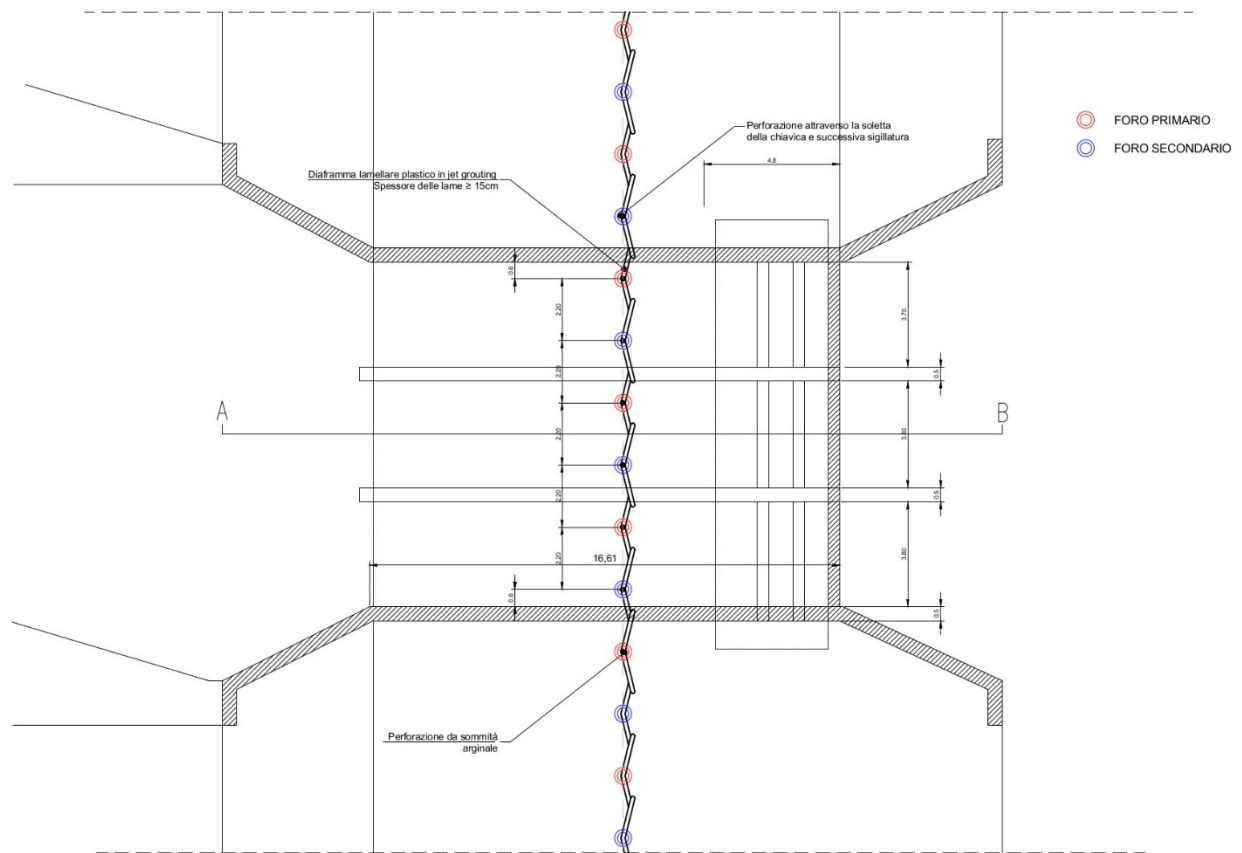 FORO PRIMARIO
FORO SECONDARIO
Perforazione attraverso la soletta
della chiavica e successiva sigillatura
4,8
Diaframma lamellare plastico in jet grouting
Spessore delle lame ≥ 15cm
0.6
2.20
3.70
2.20
0.5
A
B
2.20
3.80
2.20
0.5
2.20
16,61
3.60
0.6
0.5
Perforazione da sommità
arginale